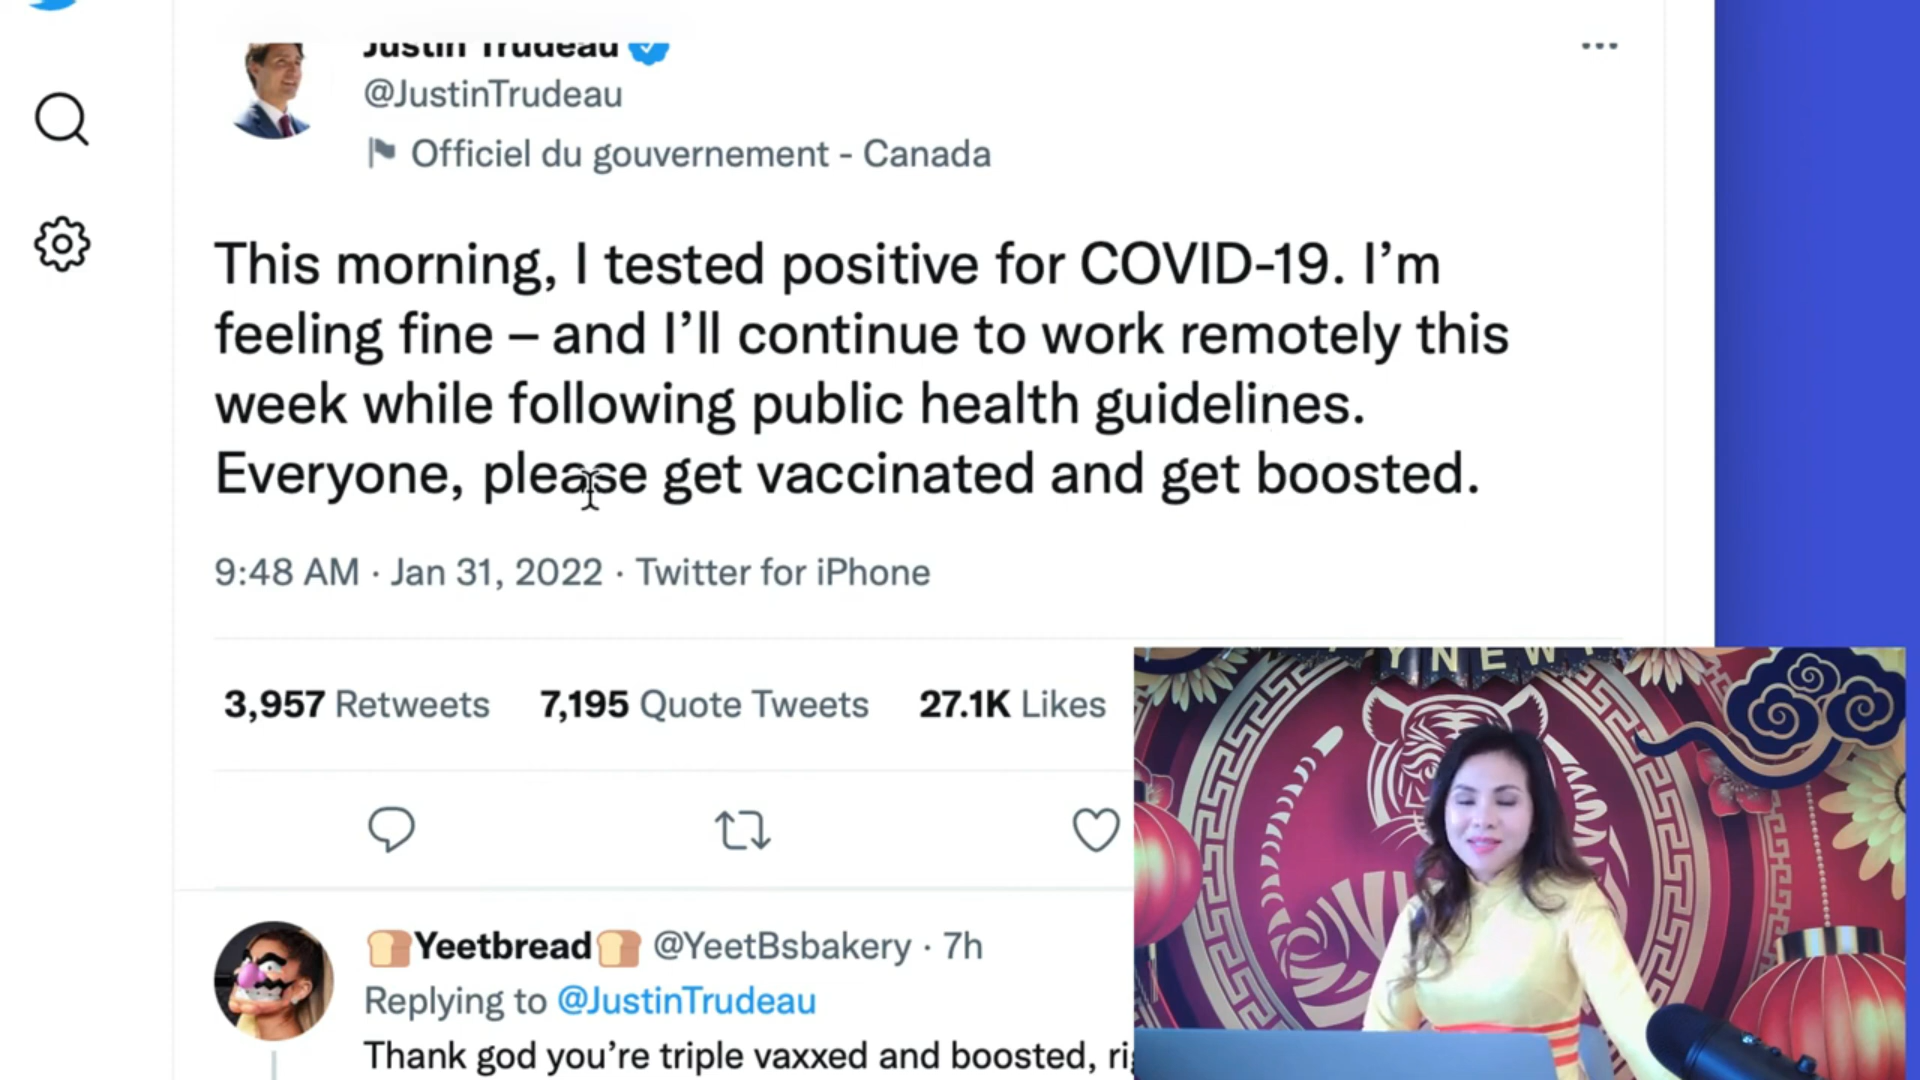 Justin Trudeau
@JustinTrudeau
Officiel du gouvernement - Canada
This morning, I tested positive for COVID-19. I’m
feeling fine – and I’ll continue to work remotely this
week while following public health guidelines.
Everyone, please get vaccinated and get boosted.
9:48 AM · Jan 31, 2022 · Twitter for iPhone
3,957 Retweets 7,195 Quote Tweets 27.1K Likes
Y NEW
🍞Yeetbread🍞 @YeetBsbakery · 7h
Replying to @JustinTrudeau
Thank god you’re triple vaxxed and boosted,